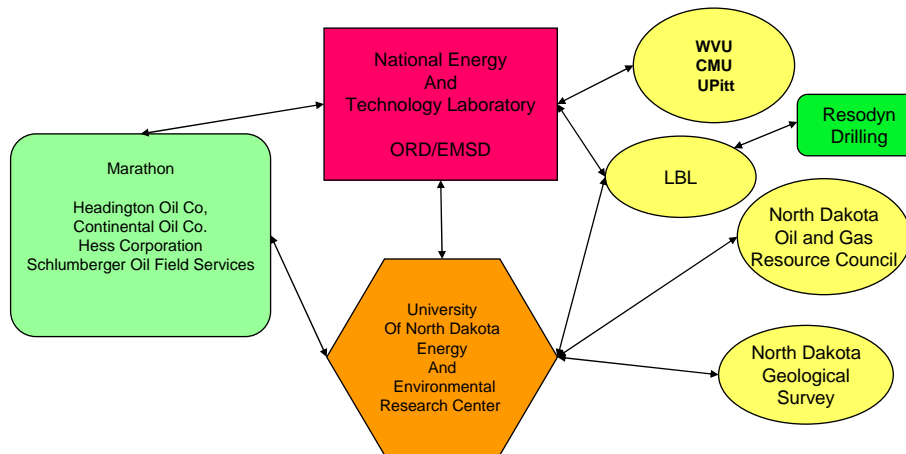 National Energy
And
Technology Laboratory
ORD/EMSD
WVU
CMU
UPitt
Resodyn
Drilling
Marathon
Headington Oil Co,
Continental Oil Co.
Hess Corporation
Schlumberger Oil Field Services
LBL
North Dakota
Oil and Gas
Resource Council
University
Of North Dakota
Energy
And
Environmental
Research Center
North Dakota
Geological
Survey